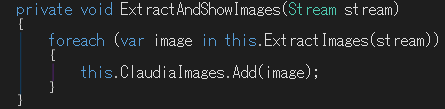 private void ExtractAndShowImages(Stream stream)
{
foreach (var image in this.ExtractImages(stream))
{
this.ClaudiaImages.Add(image);
}
}